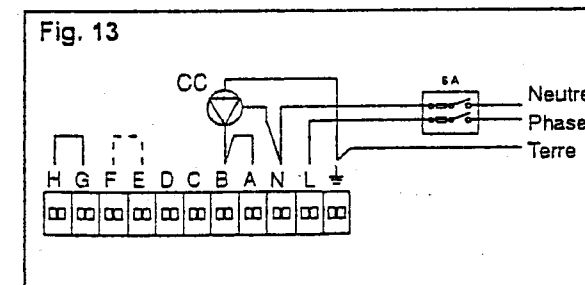 Fig. 13
CC
6A
Neutre
Phase
Terre
H G F E D C B A N L